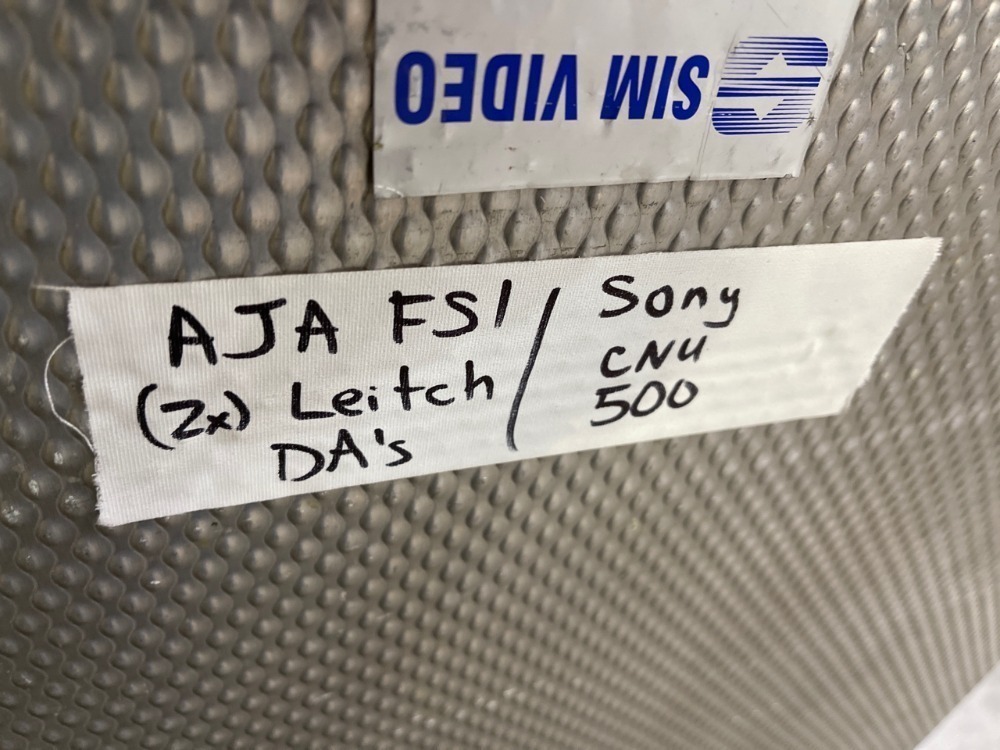 SIM VIDEO
AJA FS1 / Sony
(2x) Leitch CNU
DA's 500